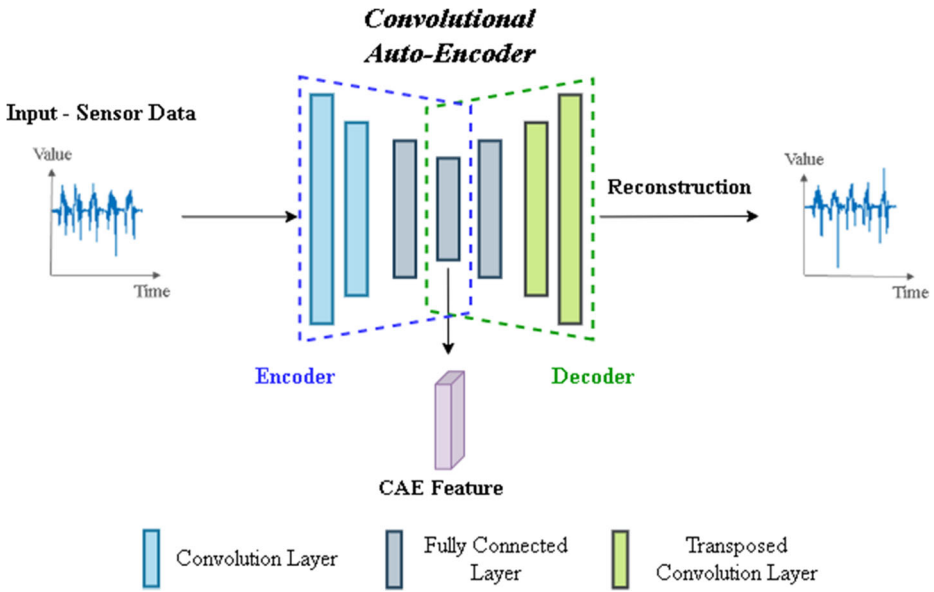 Convolutional
Auto-Encoder
Input - Sensor Data
Value
Time
Reconstruction
Value
Time
Encoder
Decoder
CAE Feature
Convolution Layer
Fully Connected
Layer
Transposed
Convolution Layer